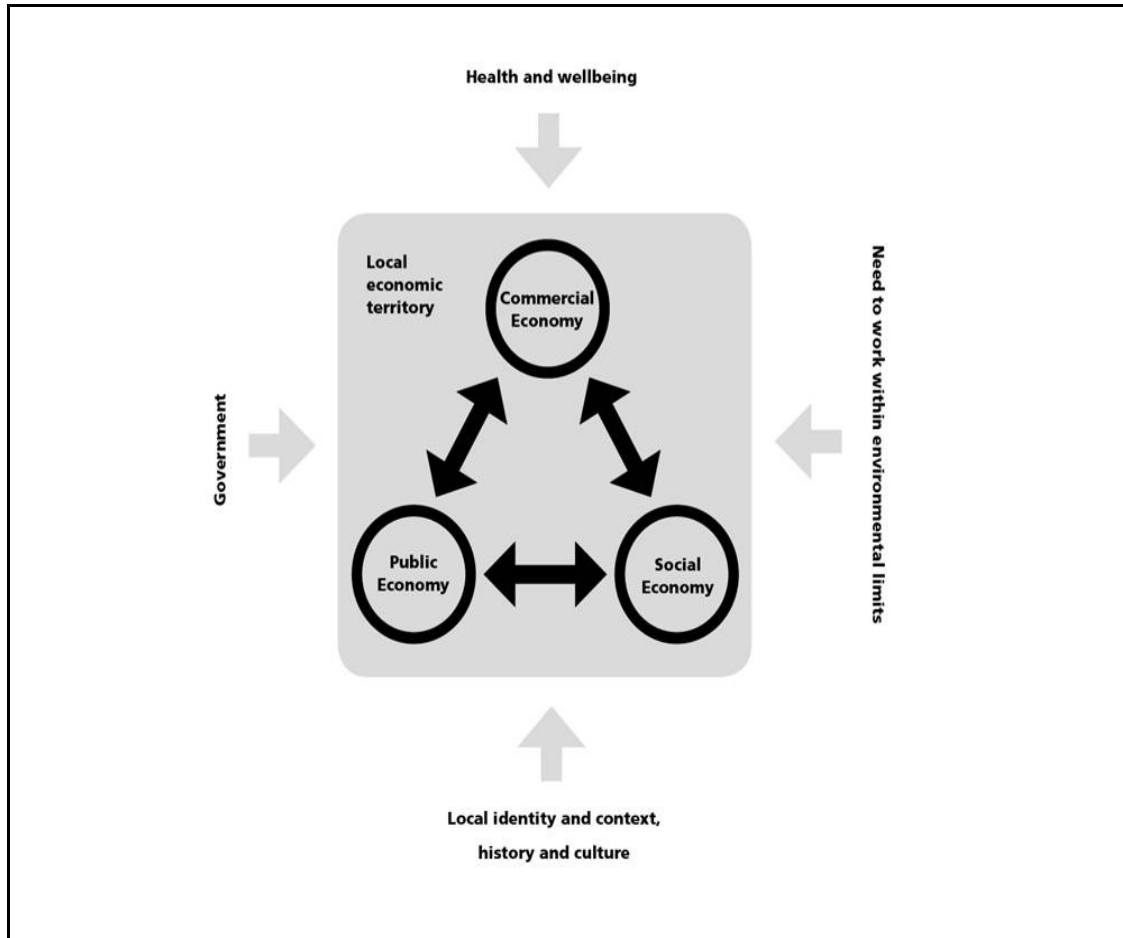 Health and wellbeing
Local
economic
territory
Commercial
Economy
Need to work within environmental limits
Government
Public
Economy
Social
Economy
Local identity and context,
history and culture